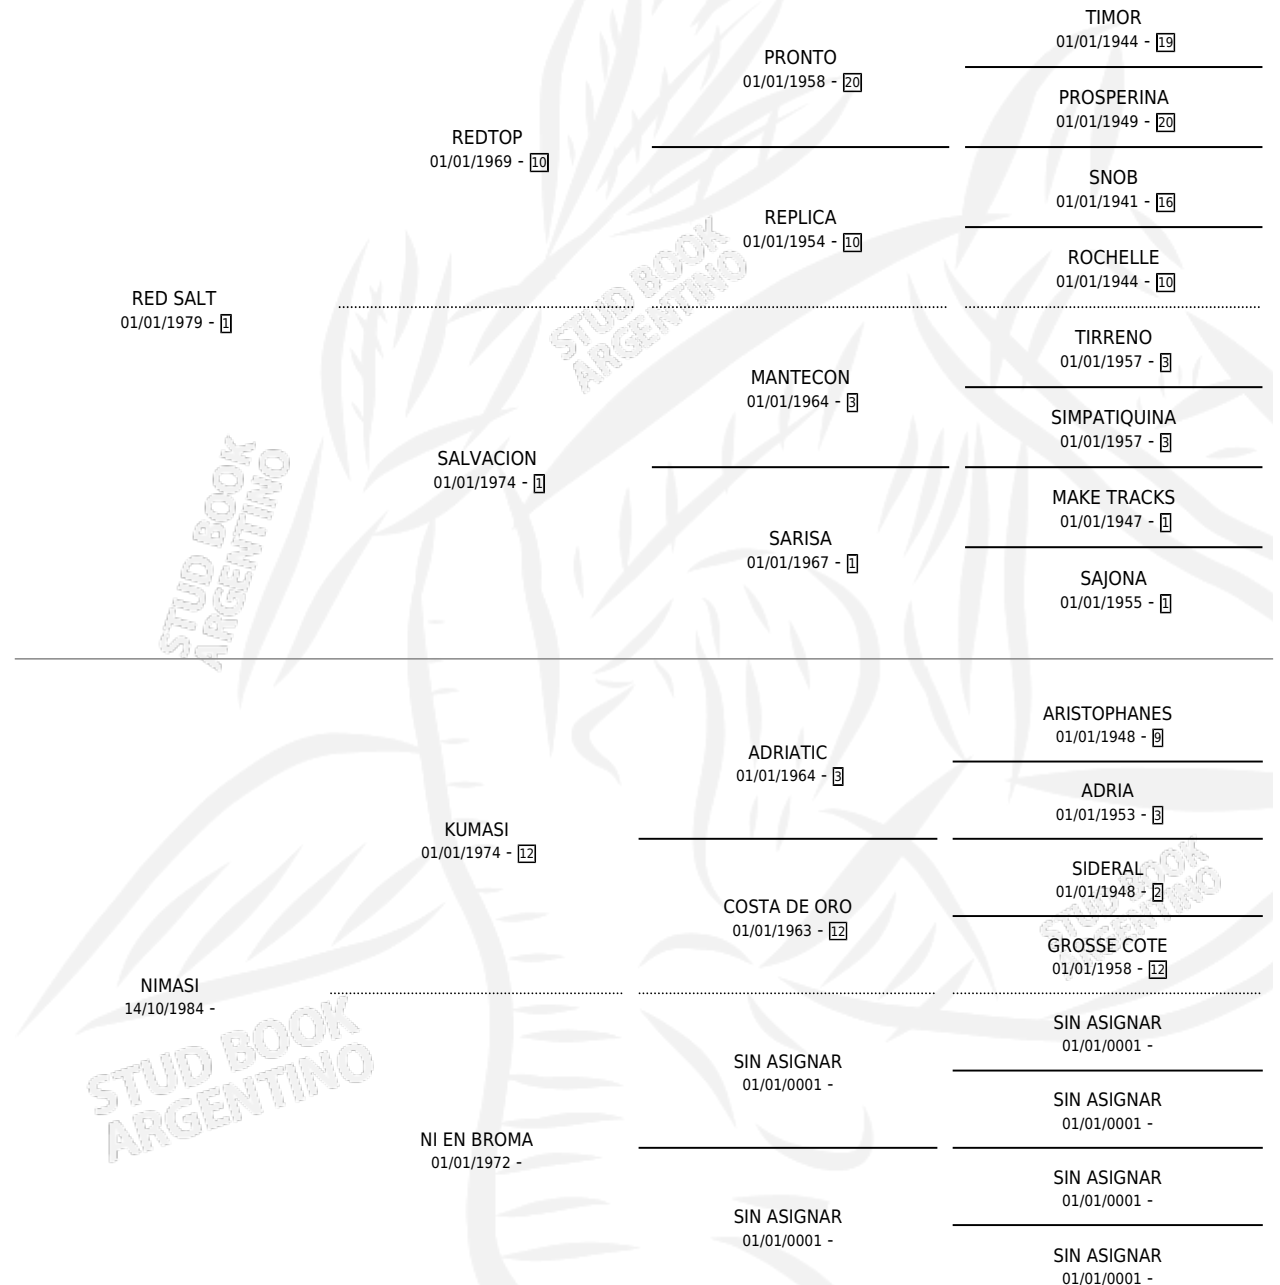 TIMOR
01/01/1944 - 19
PRONTO
01/01/1958 - 20
PROSPERINA
01/01/1949 - 20
REDTOP
01/01/1969 - 10
SNOB
01/01/1941 - 16
REPLICA
01/01/1954 - 10
ROCHELLE
01/01/1944 - 10
RED SALT
01/01/1979 - 1
TIRRENO
01/01/1957 - 3
MANTECON
01/01/1964 - 3
SIMPATIQUINA
01/01/1957 - 3
SALVACION
01/01/1974 - 1
MAKE TRACKS
01/01/1947 - 1
SARISA
01/01/1967 - 1
SAJONA
01/01/1955 - 1
STUD BOOK
ARGENTINO
STUD BOOK
ARGENTINO
ARISTOPHANES
01/01/1948 - 9
ADRIATIC
01/01/1964 - 3
ADRIA
01/01/1953 - 3
KUMASI
01/01/1974 - 12
SIDERAL
01/01/1948 - 2
COSTA DE ORO
01/01/1963 - 12
GROSSE COTE
01/01/1958 - 12
NIMASI
14/10/1984 -
SIN ASIGNAR
01/01/0001 -
SIN ASIGNAR
01/01/0001 -
SIN ASIGNAR
01/01/0001 -
NI EN BROMA
01/01/1972 -
SIN ASIGNAR
01/01/0001 -
SIN ASIGNAR
01/01/0001 -
SIN ASIGNAR
01/01/0001 -
STUD BOOK
ARGENTINO
STUD BOOK
ARGENTINO